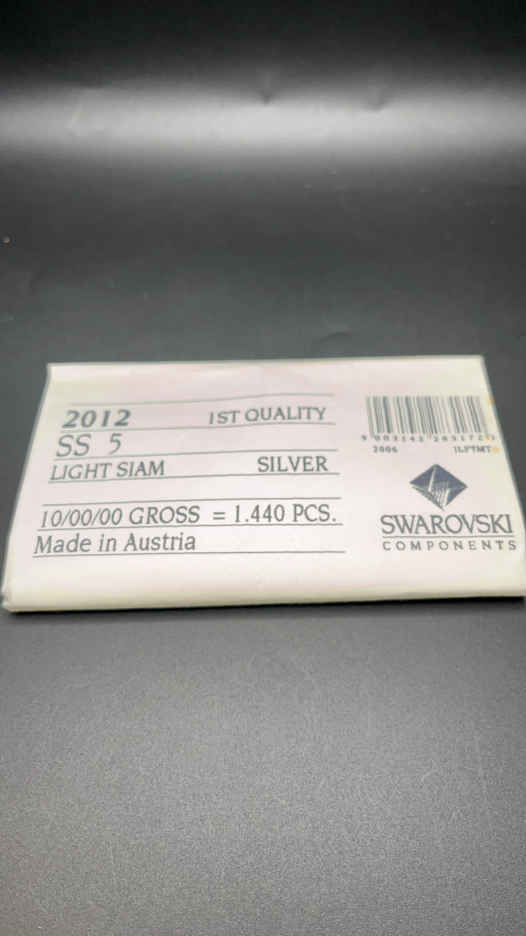 2012 1ST QUALITY
SS 5
LIGHT SIAM SILVER
10/00/00 GROSS = 1.440 PCS.
Made in Austria
2006
SWAROVSKI
COMPONENTS